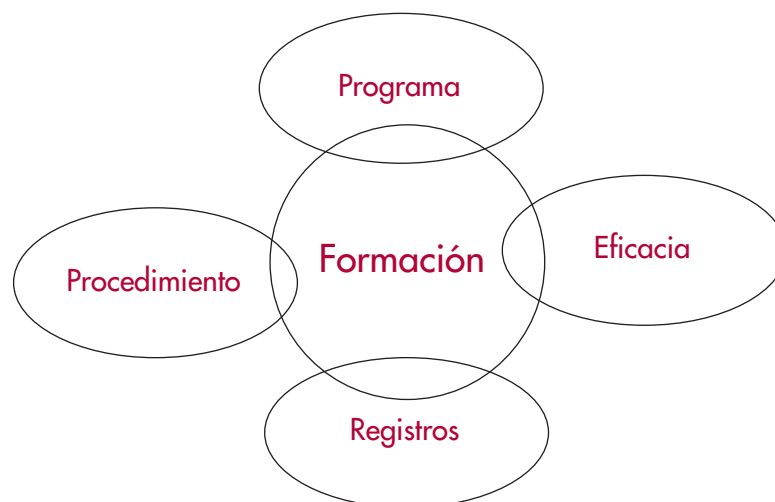 Programa
Formación
Eficacia
Procedimiento
Registros